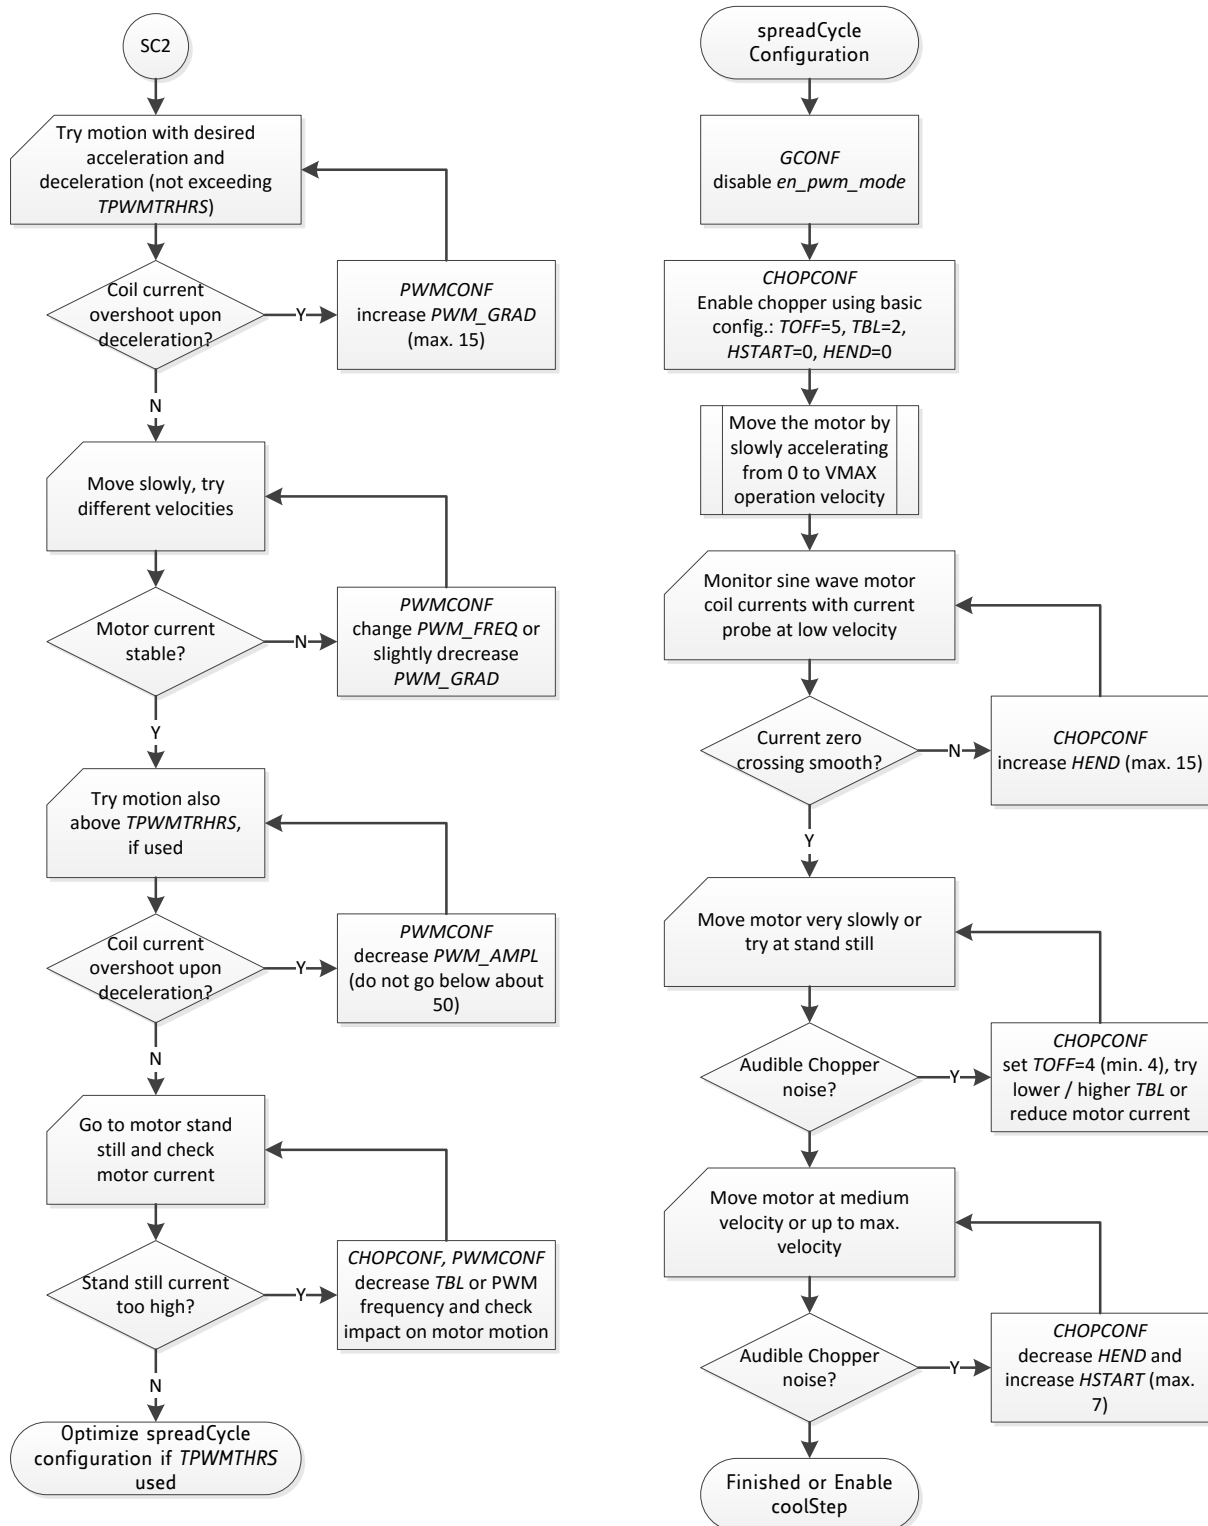 SC2
Try motion with desired
acceleration and
deceleration (not exceeding
TPWMTRHRS)
Coil current
overshoot upon
deceleration?
Y
PWMCONF
increase PWM_GRAD
(max. 15)
N
Move slowly, try
different velocities
Motor current
stable?
N
PWMCONF
change PWM_FREQ or
slightly drecrease
PWM_GRAD
Y
Try motion also
above TPWMTRHRS,
if used
Coil current
overshoot upon
deceleration?
Y
PWMCONF
decrease PWM_AMPL
(do not go below about
50)
N
Go to motor stand
still and check
motor current
Stand still current
too high?
Y
CHOPCONF, PWMCONF
decrease TBL or PWM
frequency and check
impact on motor motion
N
Optimize spreadCycle
configuration if TPWMTHRS
used
spreadCycle
Configuration
GCONF
disable en_pwm_mode
CHOPCONF
Enable chopper using basic
config.: TOFF=5, TBL=2,
HSTART=0, HEND=0
Move the motor by
slowly accelerating
from 0 to VMAX
operation velocity
Monitor sine wave motor
coil currents with current
probe at low velocity
Current zero
crossing smooth?
N
CHOPCONF
increase HEND (max. 15)
Y
Move motor very slowly or
try at stand still
Audible Chopper
noise?
Y
CHOPCONF
set TOFF=4 (min. 4), try
lower / higher TBL or
reduce motor current
Move motor at medium
velocity or up to max.
velocity
Audible Chopper
noise?
Y
CHOPCONF
decrease HEND and
increase HSTART (max.
7)
Finished or Enable
coolStep